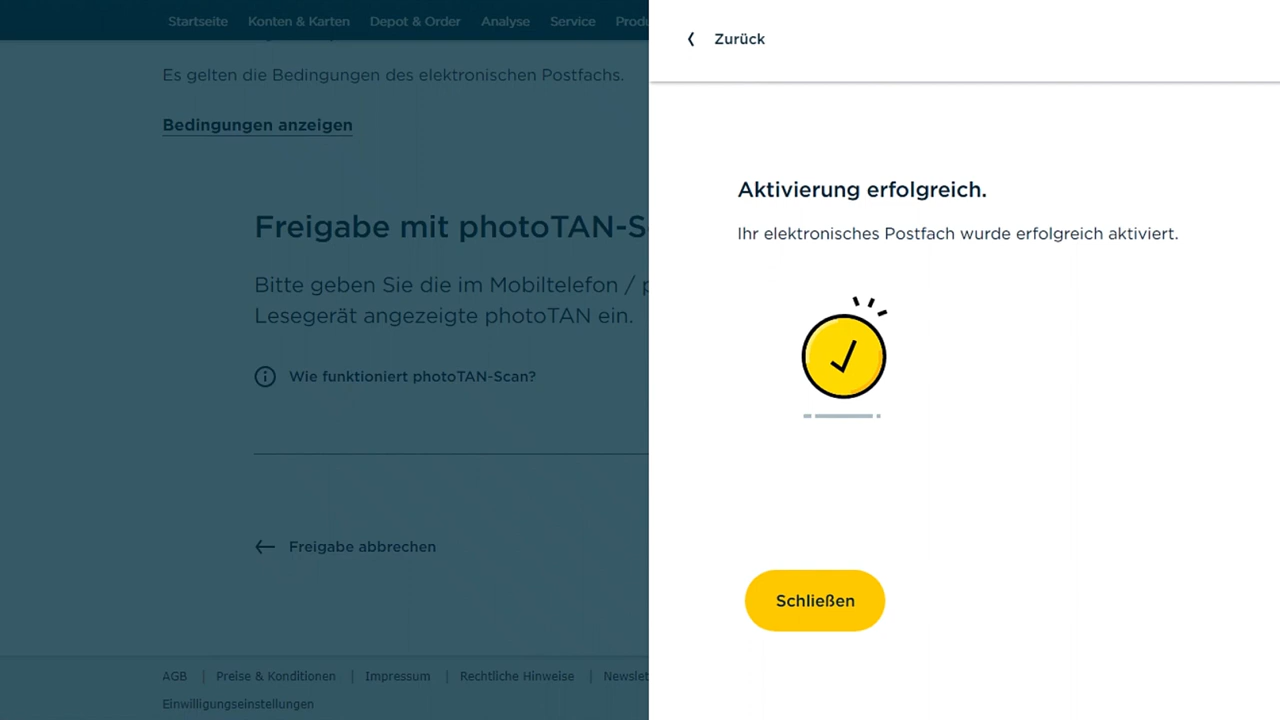 Startseite Konten & Karten Depot & Order Analyse Service
Es gelten die Bedingungen des elektronischen Postfachs.
Bedingungen anzeigen
Freigabe mit photoTAN-S
Bitte geben Sie die im Mobiltelefon /
Lesegerät angezeigte photoTAN ein.
Wie funktioniert photoTAN-Scan?
Freigabe abbrechen
AGB | Preise & Konditionen | Impressum | Rechtliche Hinweise | Newslet
Einwilligungseinstellungen
Zurück
Aktivierung erfolgreich.
Ihr elektronisches Postfach wurde erfolgreich aktiviert.
Schließen